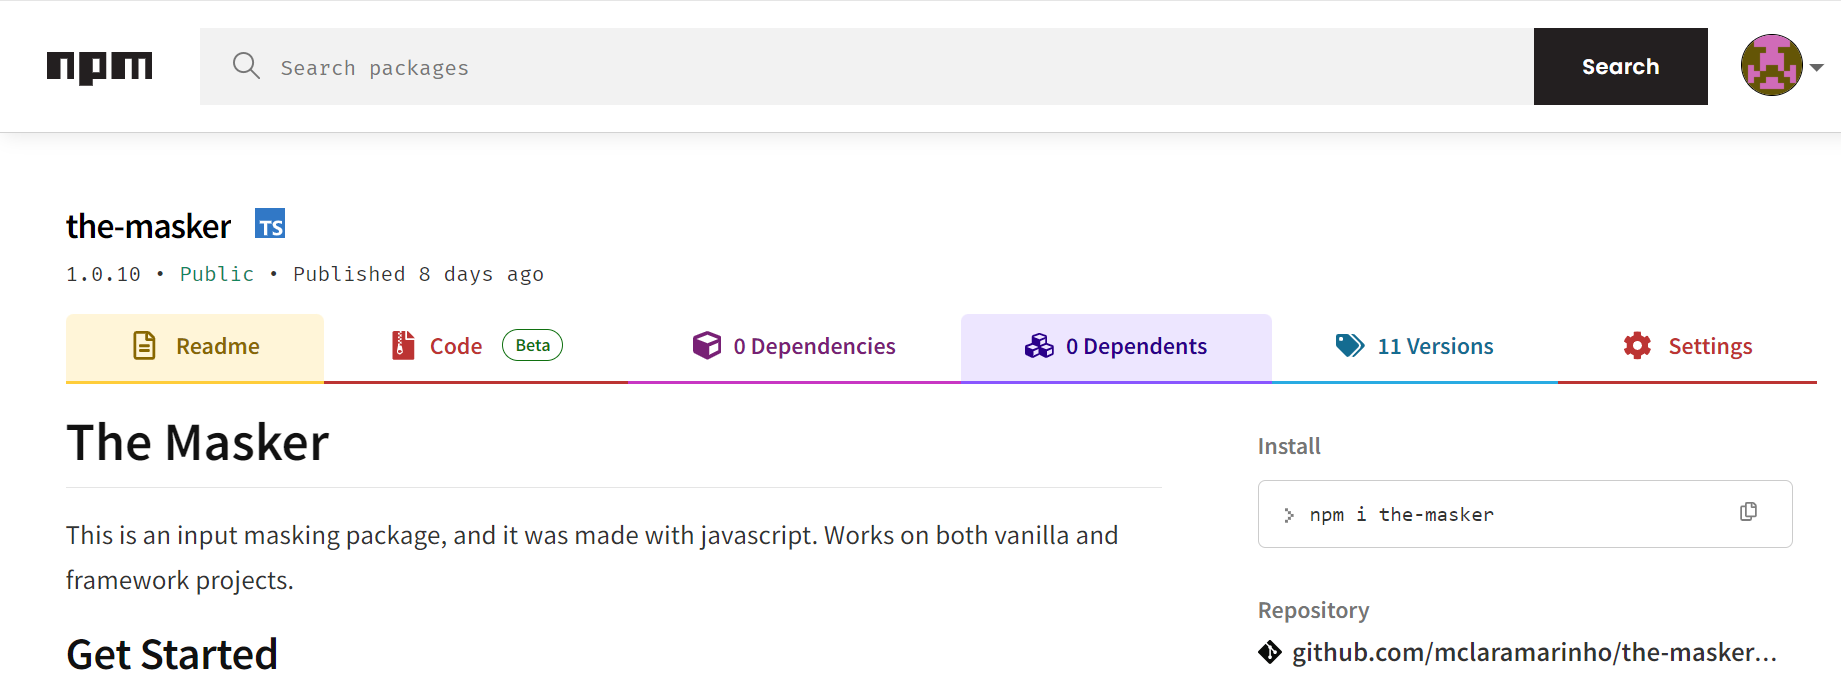 npm
Search packages
Search
the-masker TS
1.0.10 • Public • Published 8 days ago
Readme
Code Beta
0 Dependencies
0 Dependents
11 Versions
Settings
The Masker
This is an input masking package, and it was made with javascript. Works on both vanilla and
framework projects.
Get Started
Install
> npm i the-masker
Repository
github.com/mclaramarinho/the-masker...